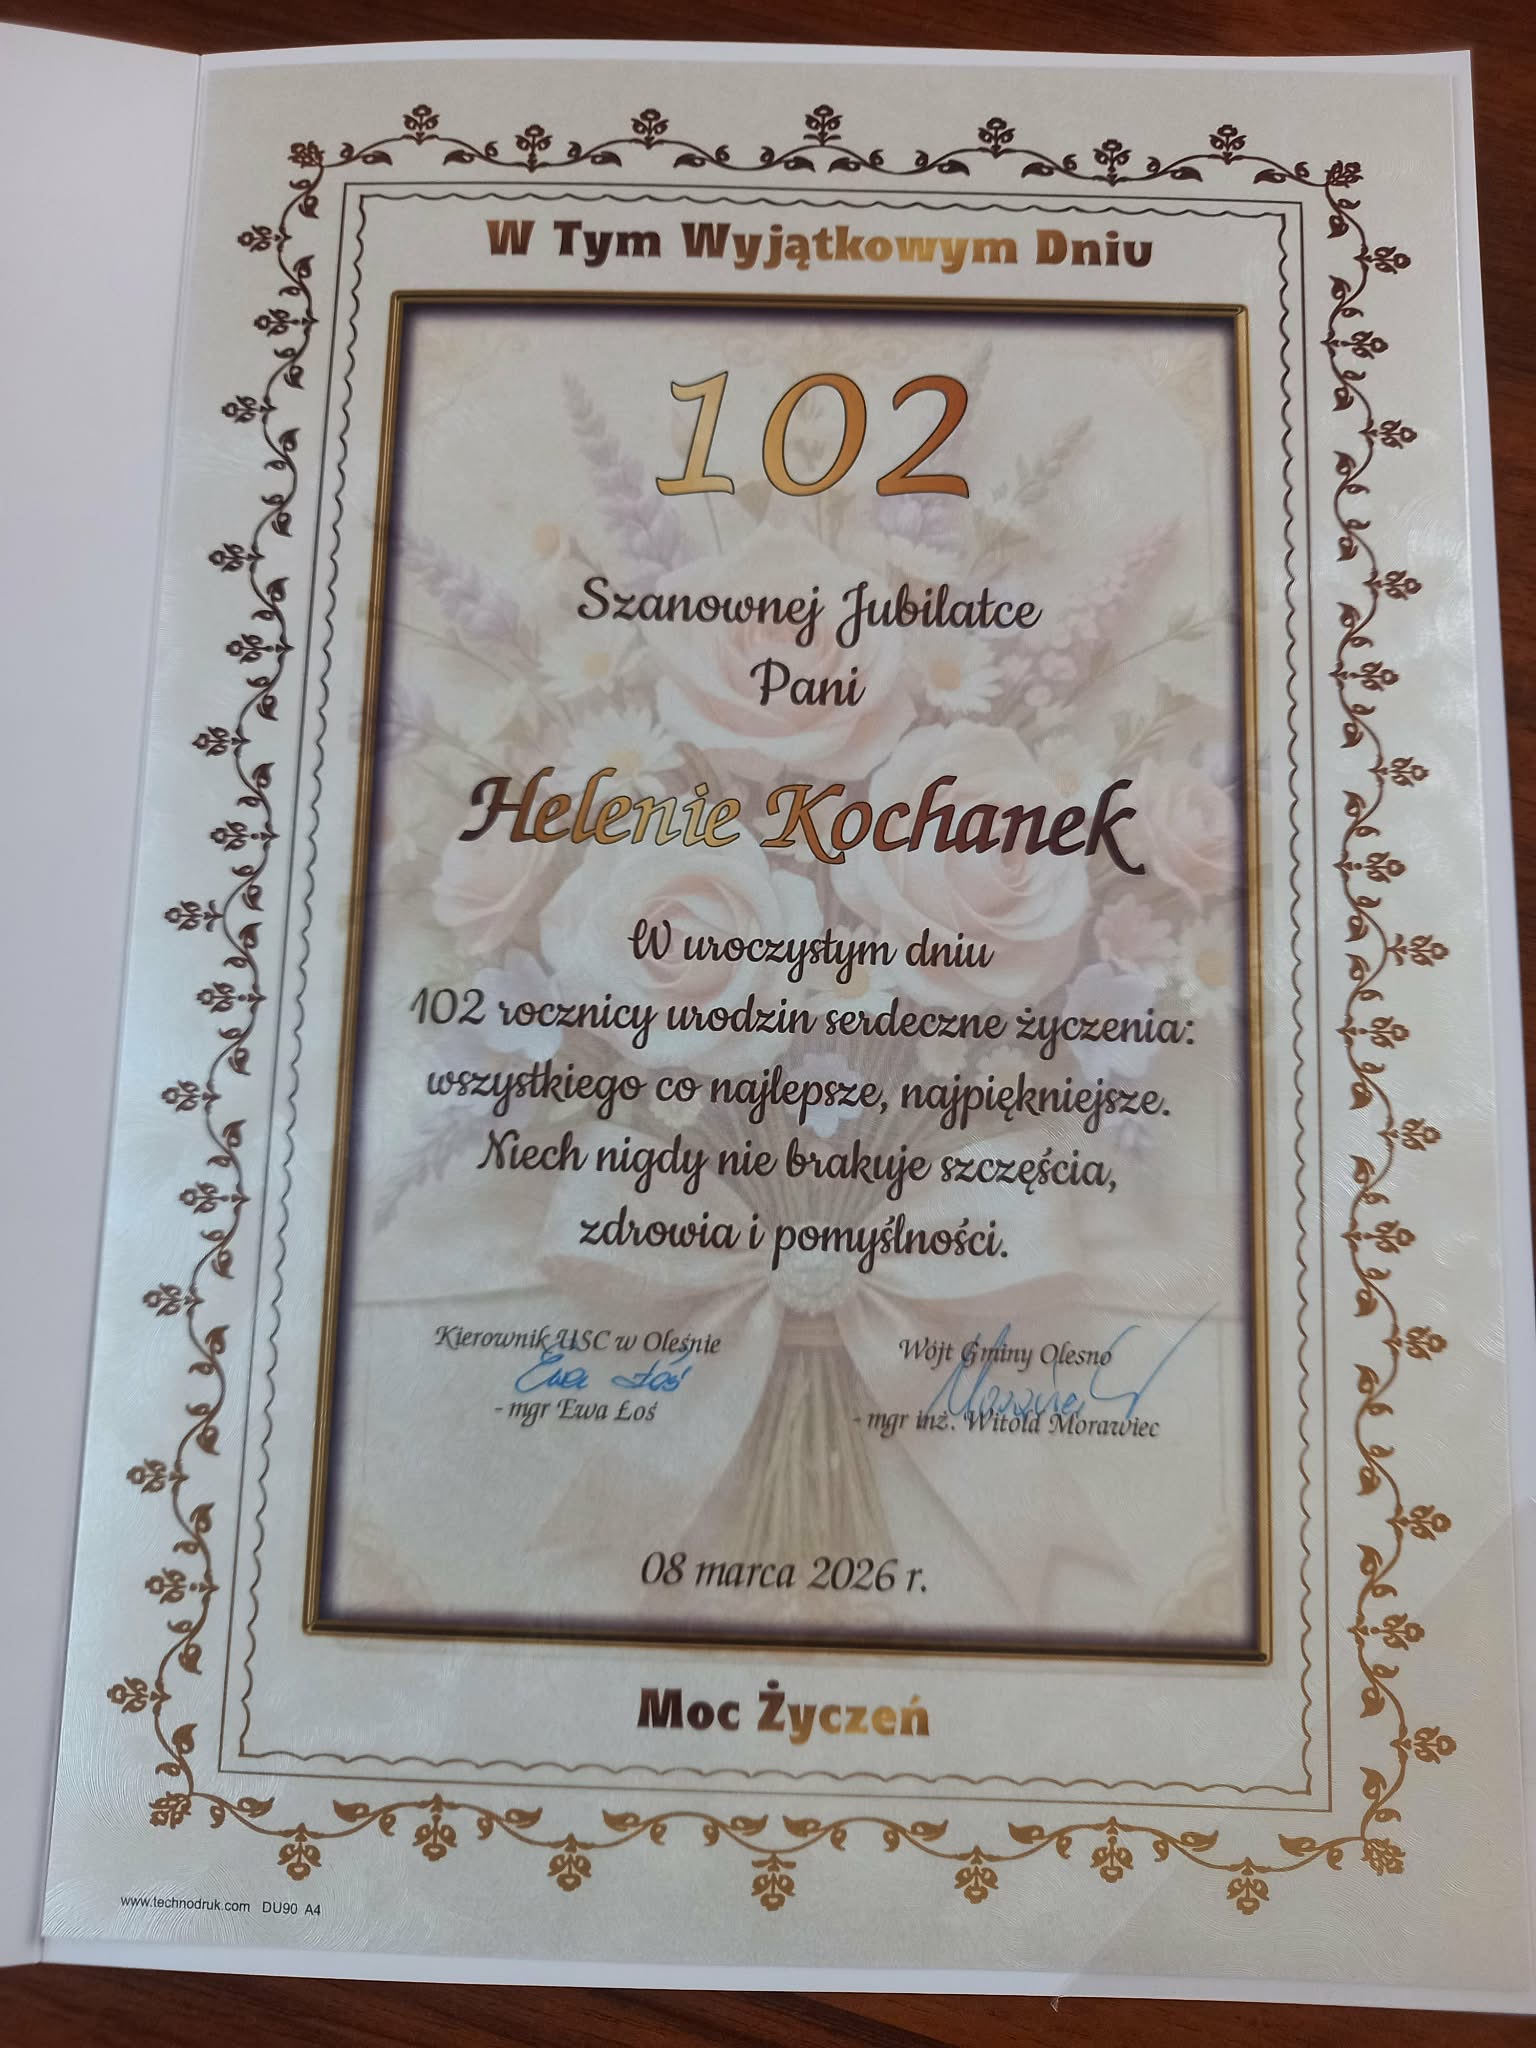 W Tym Wyjątkowym Dniu
102
Szanownej Jubilatce
Pani
Helenie Kochanek
W uroczystym dniu
102 rocznicy urodzin serdeczne życzenia:
wszystkiego co najlepsze, najpiękniejsze.
Niech nigdy nie brakuje szczęścia,
zdrowia i pomyślności.
Kierownik USC w Oleśnie
Ewa Łoś
- mgr Ewa Łoś
Wójt Gminy Olesno
- mgr inż. Witold Morawiec
08 marca 2026 r.
Moc Życzeń
www.technodruk.com DU90 A4